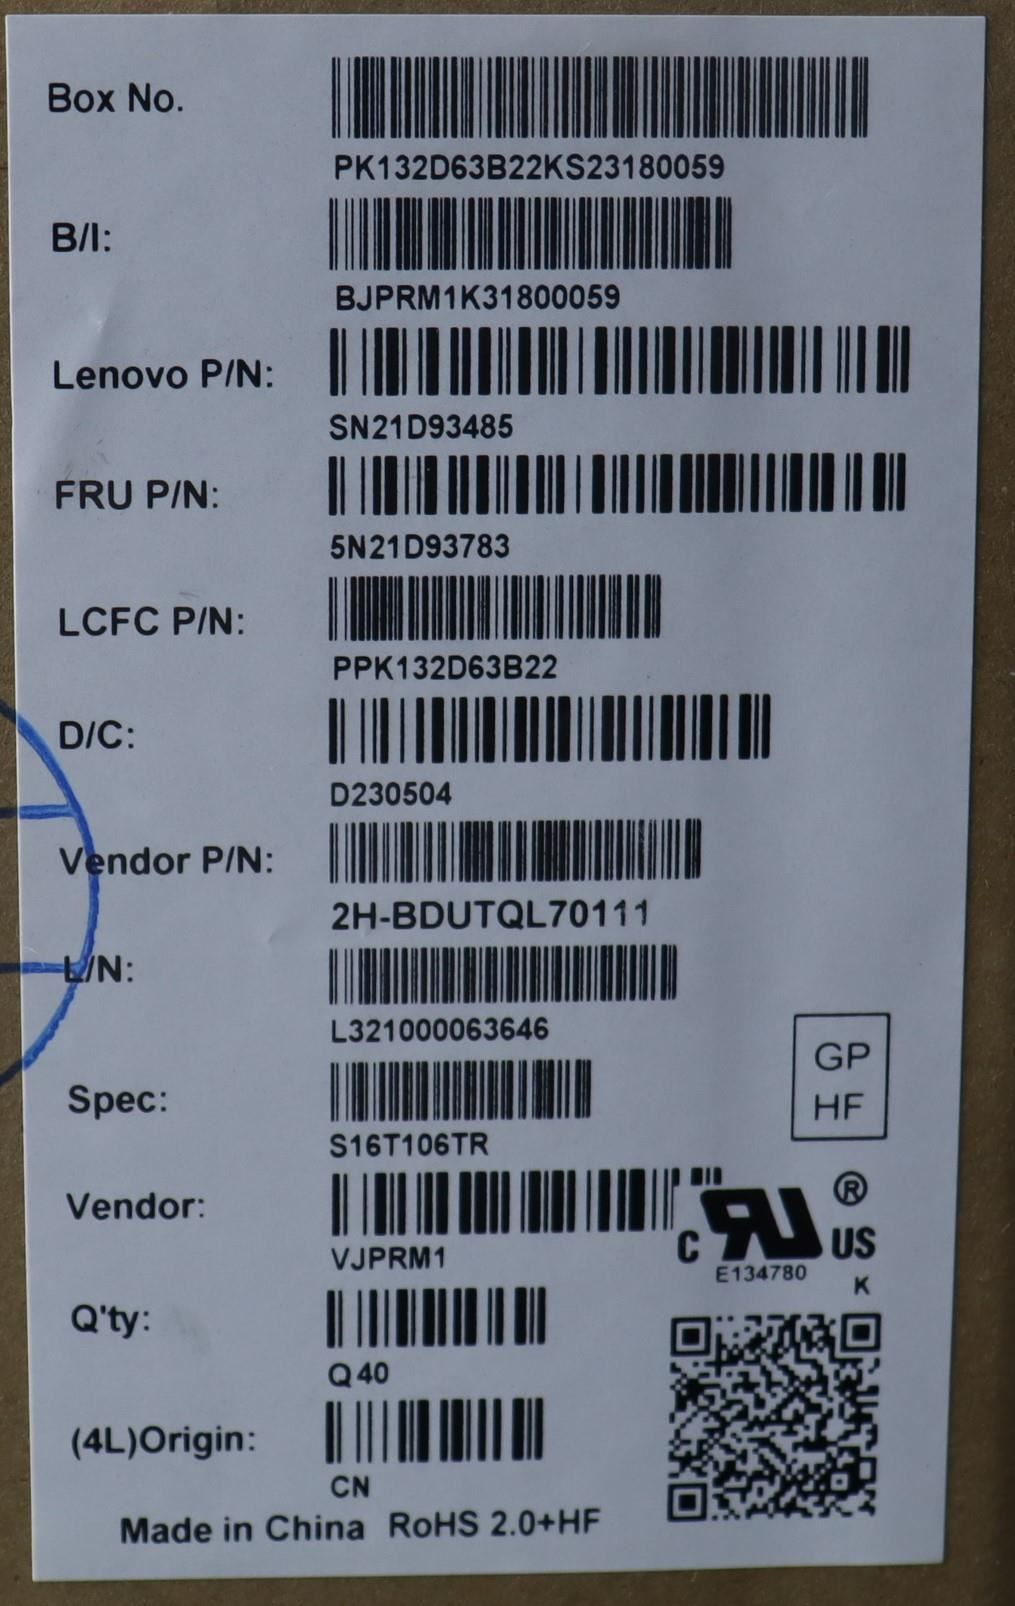 Box No.
PK132D63B22KS23180059
B/I:
BJPRM1K31800059
Lenovo P/N:
SN21D93485
FRU P/N:
5N21D93783
LCFC P/N:
PPK132D63B22
D/C:
D230504
Vendor P/N:
2H-BDUTQL70111
L/N:
L321000063646
GP
HF
Spec:
S16T106TR
Vendor:
VJPRM1
C RU ® US
E134780
K
Q'ty:
Q40
(4L)Origin:
CN
Made in China RoHS 2.0+HF